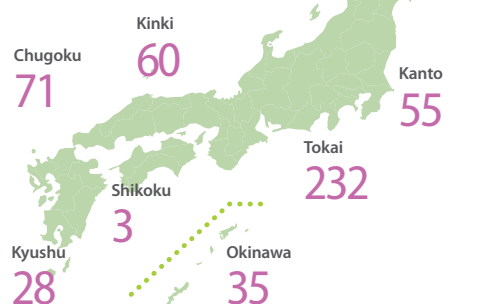 Kinki
60
Chugoku
71
Kanto
55
Tokai
232
Shikoku
3
Kyushu
28
Okinawa
35